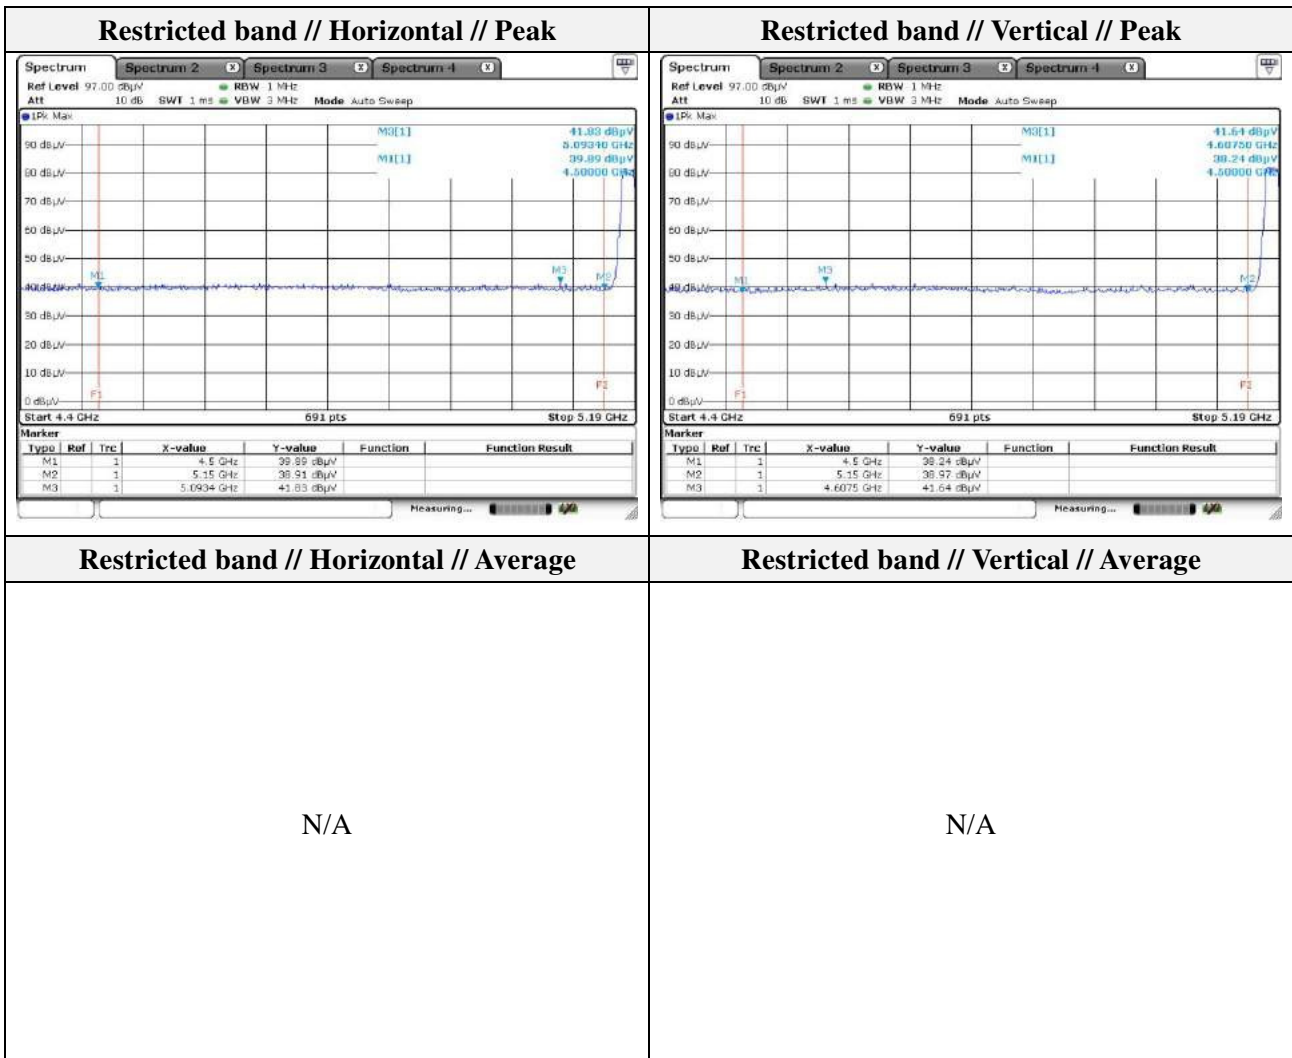 Restricted band // Horizontal // Peak
Spectrum Spectrum 2 Spectrum 3 Spectrum 4
Ref Level 97.00 dBµV RBW 1 MHz
Att 10 dB SWT 1 ms VBW 3 MHz Mode Auto Sweep
1Pk Max
M3[1] 41.83 dBµV
5.09340 GHz
90 dBµV
M1[1] 39.89 dBµV
4.50000 GHz
80 dBµV
70 dBµV
60 dBµV
50 dBµV
M1 M3 M2
40 dBµV
30 dBµV
20 dBµV
10 dBµV
F1 F2
0 dBµV
Start 4.4 GHz 691 pts Stop 5.19 GHz
Marker
Type Ref Trc X-value Y-value Function Function Result
M1 1 4.5 GHz 39.89 dBµV
M2 1 5.15 GHz 38.91 dBµV
M3 1 5.0934 GHz 41.83 dBµV
Measuring...
Restricted band // Vertical // Peak
Spectrum Spectrum 2 Spectrum 3 Spectrum 4
Ref Level 97.00 dBµV RBW 1 MHz
Att 10 dB SWT 1 ms VBW 3 MHz Mode Auto Sweep
1Pk Max
M3[1] 41.64 dBµV
4.60750 GHz
90 dBµV
M1[1] 38.24 dBµV
4.50000 GHz
80 dBµV
70 dBµV
60 dBµV
50 dBµV
M1 M3 M2
40 dBµV
30 dBµV
20 dBµV
10 dBµV
F1 F2
0 dBµV
Start 4.4 GHz 691 pts Stop 5.19 GHz
Marker
Type Ref Trc X-value Y-value Function Function Result
M1 1 4.5 GHz 38.24 dBµV
M2 1 5.15 GHz 38.97 dBµV
M3 1 4.6075 GHz 41.64 dBµV
Measuring...
Restricted band // Horizontal // Average
Restricted band // Vertical // Average
N/A
N/A